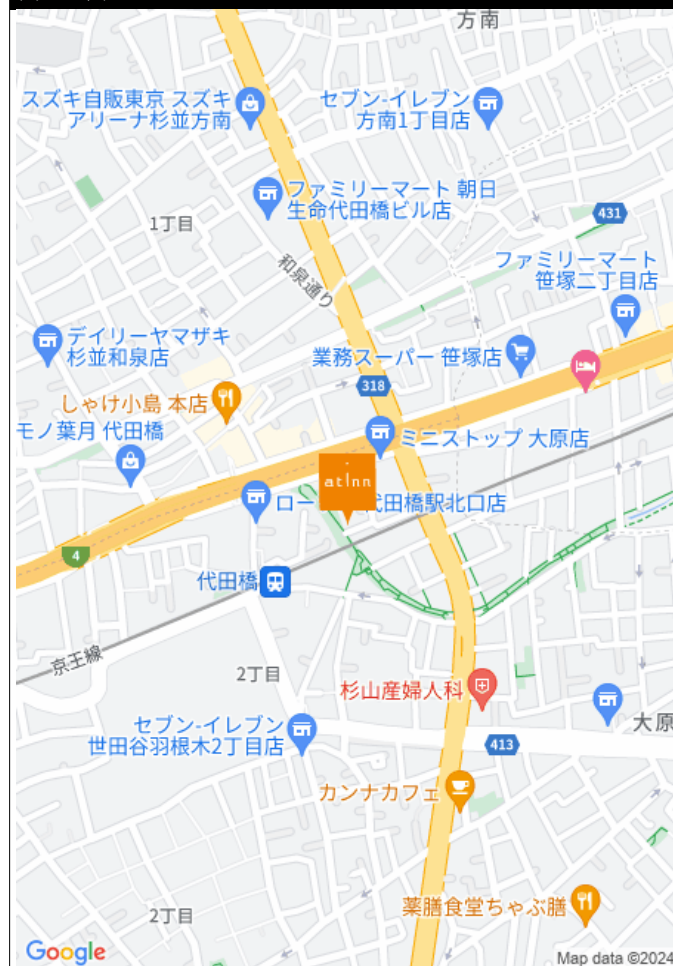 方南
スズキ自販東京 スズキ
アリーナ杉並方南
セブン-イレブン
方南1丁目店
ファミリーマート 朝日
生命代田橋ビル店
1丁目
431
和泉通り
ファミリーマート
笹塚二丁目店
デイリーヤマザキ
杉並和泉店
業務スーパー 笹塚店
318
しゃけ小島 本店
モノ葉月 代田橋
ミニストップ 大原店
atInn
ロー
代田橋駅北口店
4
代田橋
京王線
2丁目
杉山産婦人科
セブン-イレブン
世田谷羽根木2丁目店
大原
413
カンナカフェ
薬膳食堂ちゃぶ膳
2丁目
Google
Map data ©2024